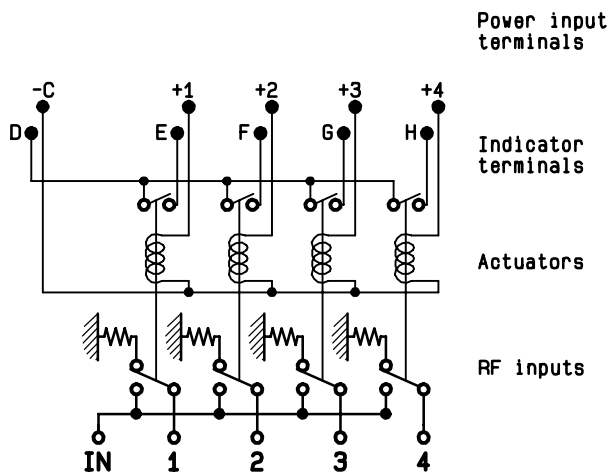 Power input
terminals
-C +1 +2 +3 +4
D E F G H
Indicator
terminals
Actuators
RF inputs
IN 1 2 3 4